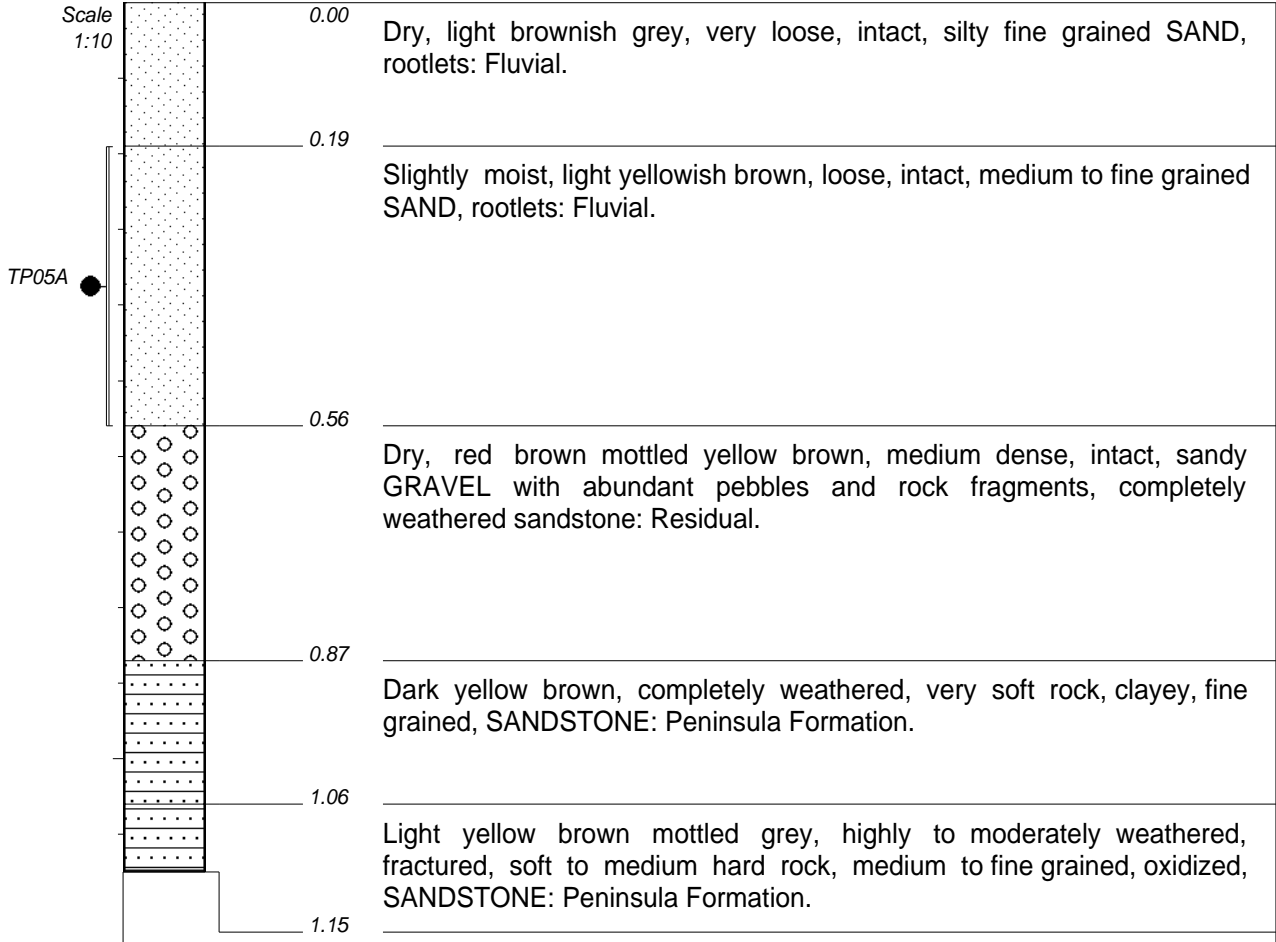 Scale
1:10
0.00
Dry, light brownish grey, very loose, intact, silty fine grained SAND,
rootlets: Fluvial.
0.19
Slightly moist, light yellowish brown, loose, intact, medium to fine grained
SAND, rootlets: Fluvial.
TP05A
0.56
Dry, red brown mottled yellow brown, medium dense, intact, sandy
GRAVEL with abundant pebbles and rock fragments, completely
weathered sandstone: Residual.
0.87
Dark yellow brown, completely weathered, very soft rock, clayey, fine
grained, SANDSTONE: Peninsula Formation.
1.06
Light yellow brown mottled grey, highly to moderately weathered,
fractured, soft to medium hard rock, medium to fine grained, oxidized,
SANDSTONE: Peninsula Formation.
1.15